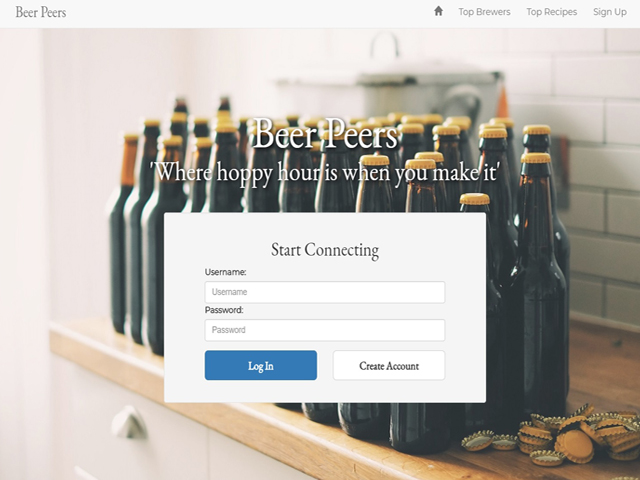 Beer Peers
Top Brewers
Top Recipes
Sign Up
Beer Peers
'Where hoppy hour is when you make it'
Start Connecting
Username:
Username
Password:
Password
Log In
Create Account